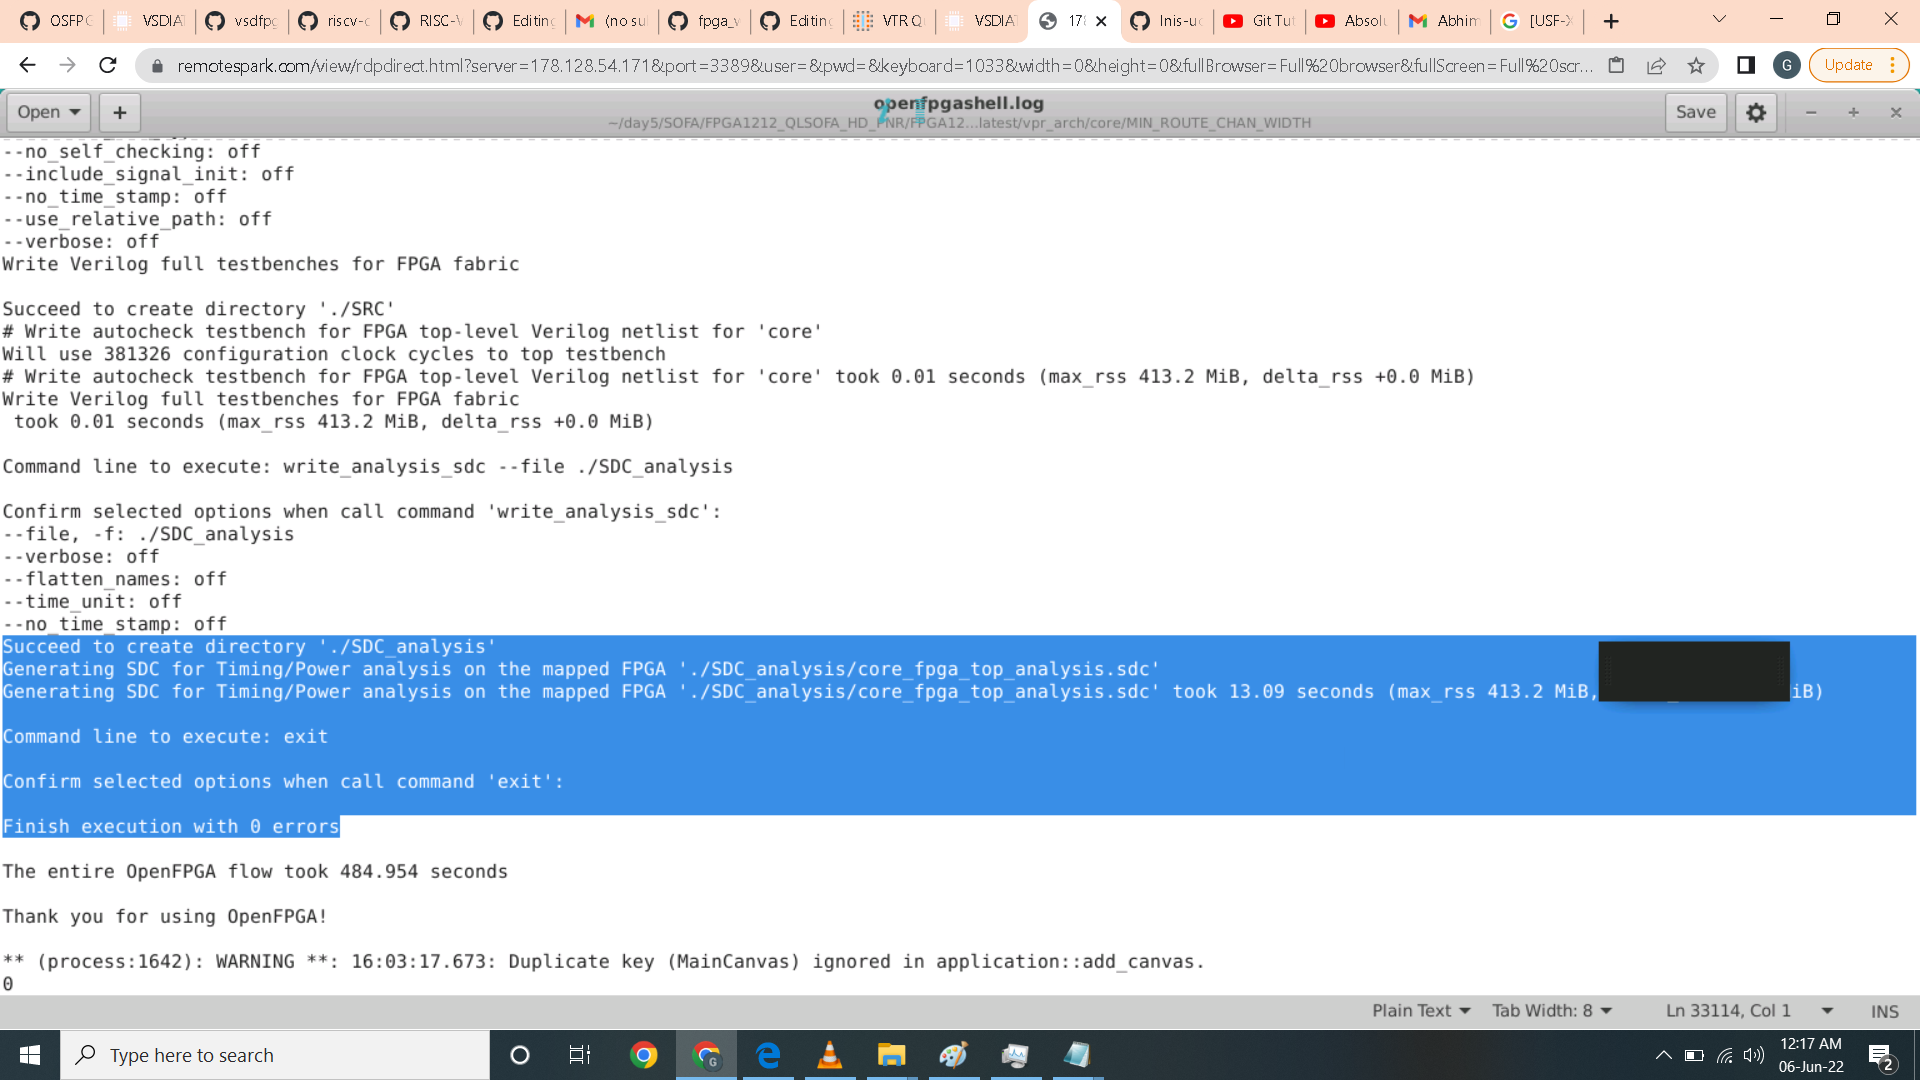 OSFPG
VSDIAT
vsdfpg
riscv-c
RISC-V
Editing
(no su
fpga_v
Editing
VTR Q
VSDIAT
178
lnis-uc
Git Tut
Absolu
Abhim
[USF-X
remotespark.com/view/rdpdirect.html?server=178.128.54.171&port=3389&user=&pwd=&keyboard=1033&width=0&height=0&fullBrowser=Full%20browser&fullScreen=Full%20scr...
G
Update
Open
openfpgashell.log
~/day5/SOFA/FPGA1212_QLSOFA_HD_PNR/FPGA12...latest/vpr_arch/core/MIN_ROUTE_CHAN_WIDTH
Save
--no_self_checking: off
--include_signal_init: off
--no_time_stamp: off
--use_relative_path: off
--verbose: off
Write Verilog full testbenches for FPGA fabric
Succeed to create directory './SRC'
# Write autocheck testbench for FPGA top-level Verilog netlist for 'core'
Will use 381326 configuration clock cycles to top testbench
# Write autocheck testbench for FPGA top-level Verilog netlist for 'core' took 0.01 seconds (max_rss 413.2 MiB, delta_rss +0.0 MiB)
Write Verilog full testbenches for FPGA fabric
took 0.01 seconds (max_rss 413.2 MiB, delta_rss +0.0 MiB)
Command line to execute: write_analysis_sdc --file ./SDC_analysis
Confirm selected options when call command 'write_analysis_sdc':
--file, -f: ./SDC_analysis
--verbose: off
--flatten_names: off
--time_unit: off
--no_time_stamp: off
Succeed to create directory './SDC_analysis'
Generating SDC for Timing/Power analysis on the mapped FPGA './SDC_analysis/core_fpga_top_analysis.sdc'
Generating SDC for Timing/Power analysis on the mapped FPGA './SDC_analysis/core_fpga_top_analysis.sdc' took 13.09 seconds (max_rss 413.2 MiB, iB)
Command line to execute: exit
Confirm selected options when call command 'exit':
Finish execution with 0 errors
The entire OpenFPGA flow took 484.954 seconds
Thank you for using OpenFPGA!
** (process:1642): WARNING **: 16:03:17.673: Duplicate key (MainCanvas) ignored in application::add_canvas.
0
Plain Text
Tab Width: 8
Ln 33114, Col 1
INS
Type here to search
G
12:17 AM
06-Jun-22
2